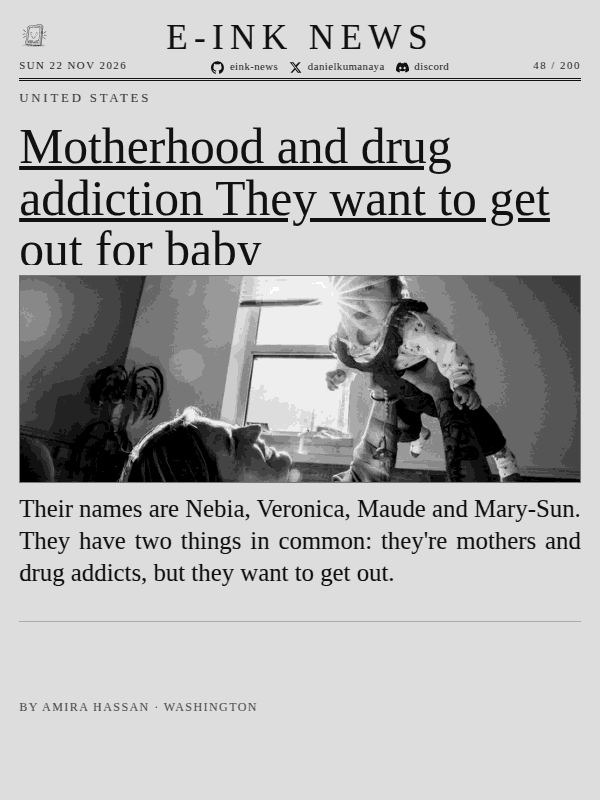 E-INK NEWS
SUN 22 NOV 2026
eink-news danielkumanaya discord
48 / 200
UNITED STATES
Motherhood and drug
addiction They want to get
out for baby
Their names are Nebia, Veronica, Maude and Mary-Sun.
They have two things in common: they're mothers and
drug addicts, but they want to get out.
BY AMIRA HASSAN · WASHINGTON